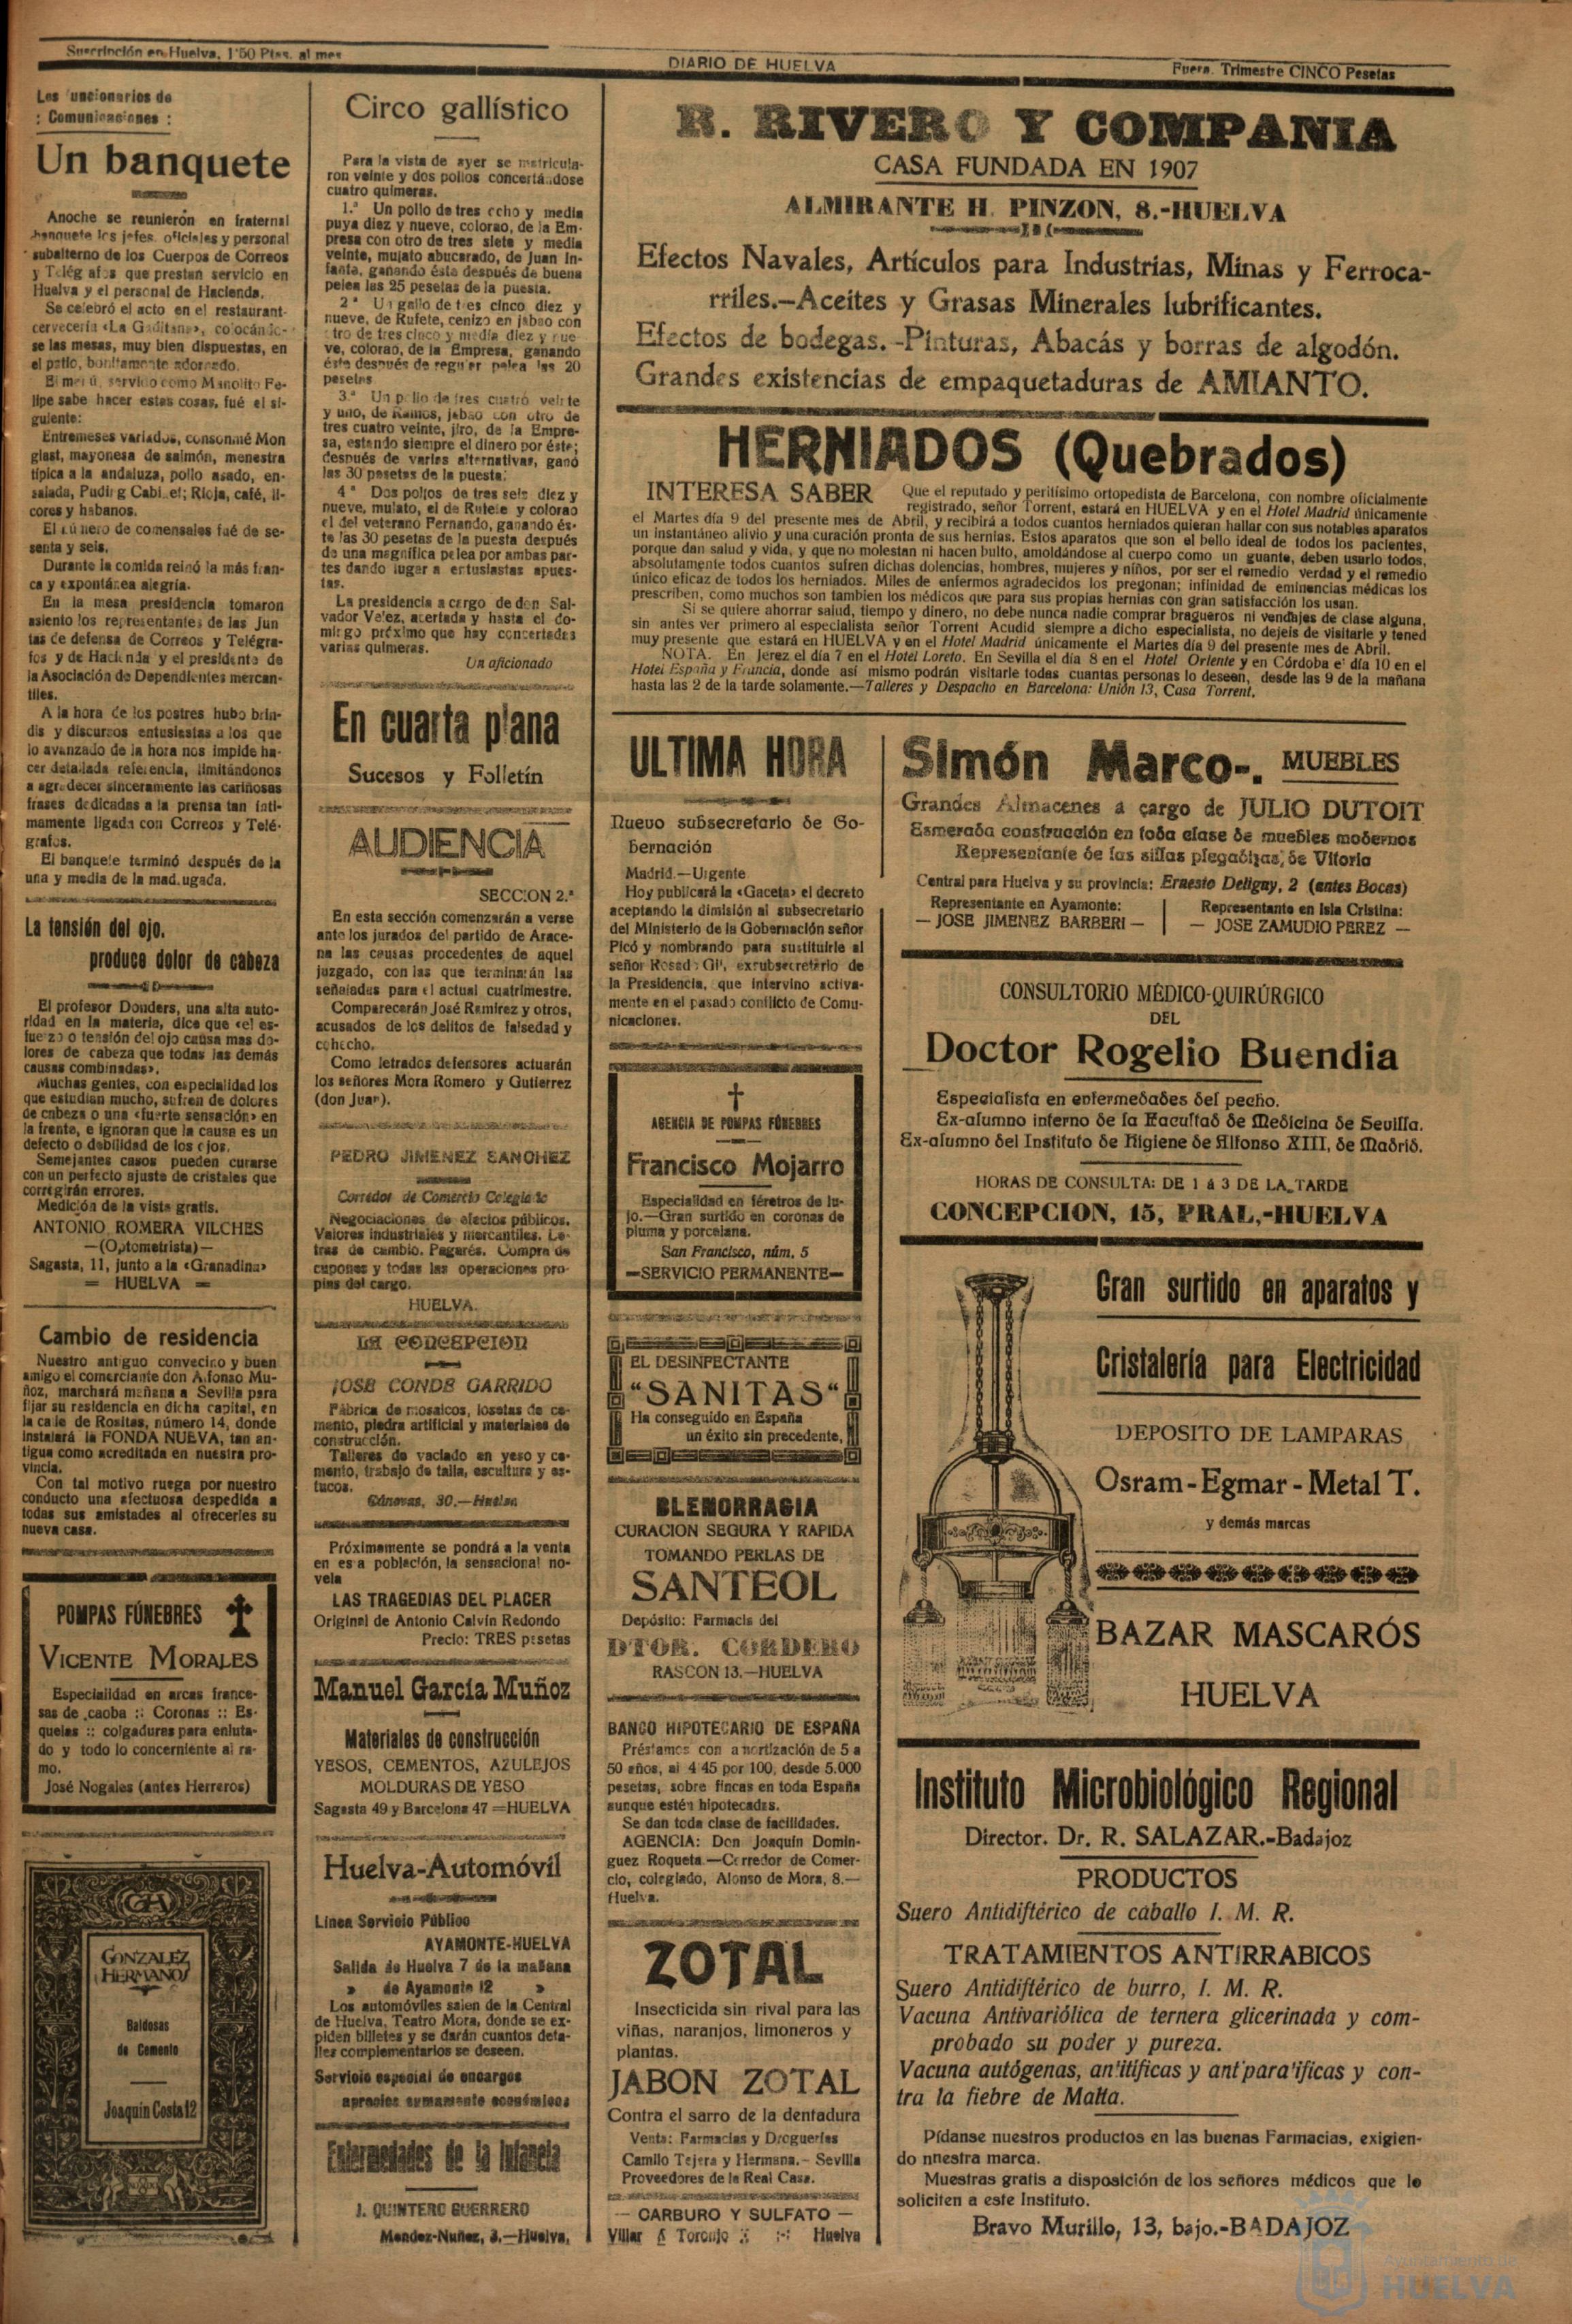 Suscripción en Huelva, 1'50 Ptas. al mes
DIARIO DE HUELVA
Fuera. Trimestre CINCO Pesetas
Los uncionarios de
: Comunicaciones :
Un banquete
Anoche se reunierón en fraternal
banquete los jefes, oficiales y personal
subalterno de los Cuerpos de Correos
y Telég afos que prestan servicio en
Huelva y el personal de Hacienda.
Se celebró el acto en el restaurant-
cervecería «La Gaditana», colocándo-
se las mesas, muy bien dispuestas, en
el patio, bonitamente adornado.
El menú, servido como Manolito Fe-
lipe sabe hacer estas cosas, fué el si-
guiente:
Entremeses variados, consommé Mon
glast, mayonesa de salmón, menestra
típica a la andaluza, pollo asado, en-
salada, Puding Cabinet; Rioja, café, li-
cores y habanos.
El número de comensales fué de se-
senta y seis.
Durante la comida reinó la más fran-
ca y expontánea alegría.
En la mesa presidencia tomaron
asiento los representantes de las Jun
tas de defensa de Correos y Telégra-
fos y de Hacienda y el presidente de
la Asociación de Dependientes mercan-
tiles.
A la hora de los postres hubo brin-
dis y discursos entusiastas a los que
lo avanzado de la hora nos impide ha-
cer detallada referencia, limitándonos
a agradecer sinceramente las cariñosas
frases dedicadas a la prensa tan ínti-
mamente ligada con Correos y Telé-
grafos.
El banquete terminó después de la
una y media de la mad.ugada.
La tensión del ojo,
produce dolor de cabeza
El profesor Donders, una alta auto-
ridad en la materia, dice que «el es-
fuerzo o tensión del ojo causa mas do-
lores de cabeza que todas las demás
causas combinadas».
Muchas gentes, con especialidad los
que estudian mucho, sufren de dolores
de cabeza o una «fuerte sensación» en
la frente, e ignoran que la causa es un
defecto o debilidad de los ojos.
Semejantes casos pueden curarse
con un perfecto ajuste de cristales que
corregirán errores.
Medición de la vista gratis.
ANTONIO ROMERA VILCHES
—(Optometrista)—
Sagasta, 11, junto a la «Granadina»
= HUELVA =
Cambio de residencia
Nuestro antiguo convecino y buen
amigo el comerciante don Alfonso Mu-
ñoz, marchará mañana a Sevilla para
fijar su residencia en dicha capital, en
la calle de Rositas, número 14, donde
instalará la FONDA NUEVA, tan an-
tigua como acreditada en nuestra pro-
vincia.
Con tal motivo ruega por nuestro
conducto una afectuosa despedida a
todas sus amistades al ofrecerles su
nueva casa.
POMPAS FÚNEBRES
VICENTE MORALES
Especialidad en arcas france-
sas de caoba :: Coronas :: Es-
quelas :: colgaduras para enluta-
do y todo lo concerniente al ra-
mo.
José Nogales (antes Herreros)
GH
GONZALEZ
HERMANOS
Baldosas
de Cemento
Joaquín Costa 12
Circo gallístico
Para la vista de ayer se matricula-
ron veinte y dos pollos concertándose
cuatro quimeras.
1.ª Un pollo de tres ocho y media
puya diez y nueve, colorao, de la Em-
presa con otro de tres siete y media
veinte, mulato abucarado, de Juan In-
fante, ganando ésta después de buena
pelea las 25 pesetas de la puesta.
2ª Un gallo de tres cinco diez y
nueve, de Rufete, cenizo en jabao con
otro de tres cinco y media diez y nue
ve, colorao, de la Empresa, ganando
éste después de reguler pelea las 20
pesetas
3.ª Un pollo de tres cuatro veinte
y uno, de Ramos, jabao con otro de
tres cuatro veinte, jiro, de la Empre-
sa, estando siempre el dinero por éste;
después de varias alternativas, ganó
las 30 pesetas de la puesta.
4ª Dos pollos de tres seis diez y
nueve, mulato, el de Rufete y colorao
el del veterano Fernando, ganando és-
te las 30 pesetas de la puesta después
de una magnífica pelea por ambas par-
tes dando lugar a entusiastas apues-
tas.
La presidencia a cargo de don Sal-
vador Velez, acertada y hasta el do-
mingo próximo que hay concertadas
varias quimeras.
Un aficionado
En cuarta plana
Sucesos y Folletín
AUDIENCIA
SECCION 2.ª
En esta sección comenzarán a verse
ante los jurados del partido de Arace-
na las causas procedentes de aquel
juzgado, con las que terminarán las
señaladas para el actual cuatrimestre.
Comparecerán José Ramírez y otros,
acusados de los delitos de falsedad y
cohecho.
Como letrados defensores actuarán
los señores Mora Romero y Gutierrez
(don Juan).
PEDRO JIMENEZ SANCHEZ
Corredor de Comercio Colegiado
Negociaciones de efectos públicos.
Valores industriales y mercantiles. Le-
tras de cambio. Pagarés. Compra de
cupones y todas las operaciones pro-
pias del cargo.
HUELVA.
LA CONCEPCION
JOSE CONDE GARRIDO
Fábrica de mosaicos, losetas de ce-
mento, piedra artificial y materiales de
construcción.
Talleres de vaciado en yeso y ce-
mento, trabajo de talla, escultura y es-
tucos.
Cánovas, 30.—Huelva
Próximamente se pondrá a la venta
en esa población, la sensacional no-
vela
LAS TRAGEDIAS DEL PLACER
Original de Antonio Calvín Redondo
Precio: TRES pesetas
Manuel García Muñoz
Materiales de construcción
YESOS, CEMENTOS, AZULEJOS
MOLDURAS DE YESO
Sagasta 49 y Barcelona 47 =HUELVA
Huelva-Automóvil
Línea Servicio Público
AYAMONTE-HUELVA
Salida de Huelva 7 de la mañana
» de Ayamonte 12 »
Los automóviles salen de la Central
de Huelva, Teatro Mora, donde se ex-
piden billetes y se darán cuantos deta-
lles complementarios se deseen.
Servicio especial de encargos
aprecios sumamente económicos
Enfermedades de la Infancia
J. QUINTERO GUERRERO
Mendez-Nuñez, 3.—Huelva,
R. RIVERO Y COMPANIA
CASA FUNDADA EN 1907
ALMIRANTE H. PINZON, 8.-HUELVA
Efectos Navales, Artículos para Industrias, Minas y Ferroca-
rriles.—Aceites y Grasas Minerales lubrificantes.
Efectos de bodegas.-Pinturas, Abacás y borras de algodón.
Grandes existencias de empaquetaduras de AMIANTO.
HERNIADOS (Quebrados)
INTERESA SABER Que el reputado y peritísimo ortopedista de Barcelona, con nombre oficialmente
registrado, señor Torrent, estará en HUELVA y en el Hotel Madrid únicamente
el Martes día 9 del presente mes de Abril, y recibirá a todos cuantos herniados quieran hallar con sus notables aparatos
un instantáneo alivio y una curación pronta de sus hernias. Estos aparatos que son el bello ideal de todos los pacientes,
porque dan salud y vida, y que no molestan ni hacen bulto, amoldándose al cuerpo como un guante, deben usarlo todos,
absolutamente todos cuantos sufren dichas dolencias, hombres, mujeres y niños, por ser el remedio verdad y el remedio
único eficaz de todos los herniados. Miles de enfermos agradecidos los pregonan; infinidad de eminencias médicas los
prescriben, como muchos son tambien los médicos que para sus propias hernias con gran satisfacción los usan.
Si se quiere ahorrar salud, tiempo y dinero, no debe nunca nadie comprar bragueros ni vendajes de clase alguna,
sin antes ver primero al especialista señor Torrent Acudid siempre a dicho especialista, no dejeis de visitarle y tened
muy presente que estará en HUELVA y en el Hotel Madrid únicamente el Martes día 9 del presente mes de Abril.
NOTA. En Jerez el día 7 en el Hotel Loreto. En Sevilla el día 8 en el Hotel Oriente y en Córdoba e' día 10 en el
Hotel España y Francia, donde así mismo podrán visitarle todas cuantas personas lo deseen, desde las 9 de la mañana
hasta las 2 de la tarde solamente.—Talleres y Despacho en Barcelona: Unión 13, Casa Torrent.
ULTIMA HORA
Nuevo subsecretario de Go-
bernación
Madrid.—Urgente
Hoy publicará la «Gaceta» el decreto
aceptando la dimisión al subsecretario
del Ministerio de la Gobernación señor
Picó y nombrando para sustituirle al
señor Rosado Gil, exsubsecretario de
la Presidencia, que intervino activa-
mente en el pasado conflicto de Comu-
nicaciones.
AGENCIA DE POMPAS FÚNEBRES
Francisco Mojarro
Especialidad en féretros de lu-
jo.—Gran surtido en coronas de
pluma y porcelana.
San Francisco, núm. 5
—SERVICIO PERMANENTE—
EL DESINFECTANTE
"SANITAS"
Ha conseguido en España
un éxito sin precedente,
BLENORRAGIA
CURACION SEGURA Y RAPIDA
TOMANDO PERLAS DE
SANTEOL
Depósito: Farmacia del
DTOR. CORDERO
RASCON 13.—HUELVA
BANCO HIPOTECARIO DE ESPAÑA
Préstamos con amortización de 5 a
50 años, al 4'45 por 100, desde 5.000
pesetas, sobre fincas en toda España
aunque estén hipotecadas.
Se dan toda clase de facilidades.
AGENCIA: Don Joaquín Domin-
guez Roqueta.—Corredor de Comer-
cio, colegiado, Alonso de Mora, 8.—
Huelva.
ZOTAL
Insecticida sin rival para las
viñas, naranjos, limoneros y
plantas.
JABON ZOTAL
Contra el sarro de la dentadura
Venta: Farmacias y Droguerías
Camilo Tejera y Hermana.- Sevilla
Proveedores de la Real Casa.
— CARBURO Y SULFATO —
Villar Huelva
Simón Marco-. MUEBLES
Grandes Almacenes a cargo de JULIO DUTOIT
Esmerada construcción en toda clase de muebles modernos
Representante de las sillas plegadizas, de Vitoria
Central para Huelva y su provincia: Ernesto Deligny, 2 (antes Bocas)
Representante en Ayamonte:
— JOSE JIMENEZ BARBERI —
Representante en Isla Cristina:
— JOSE ZAMUDIO PEREZ —
CONSULTORIO MÉDICO-QUIRÚRGICO
DEL
Doctor Rogelio Buendia
Especialista en enfermedades del pecho.
Ex-alumno interno de la Facultad de Medicina de Sevilla.
Ex-alumno del Instituto de Higiene de Alfonso XIII, de Madrid.
HORAS DE CONSULTA: DE 1 á 3 DE LA TARDE
CONCEPCION, 15, PRAL,-HUELVA
Gran surtido en aparatos y
Cristalería para Electricidad
DEPOSITO DE LAMPARAS
Osram-Egmar-Metal T.
y demás marcas
BAZAR MASCARÓS
HUELVA
Instituto Microbiológico Regional
Director. Dr. R. SALAZAR.-Badajoz
PRODUCTOS
Suero Antidiftérico de caballo I. M. R.
TRATAMIENTOS ANTIRRABICOS
Suero Antidiftérico de burro, I. M. R.
Vacuna Antivariólica de ternera glicerinada y com-
probado su poder y pureza.
Vacuna autógenas, antitíficas y antiparatíficas y con-
tra la fiebre de Malta.
Pídanse nuestros productos en las buenas Farmacias, exigien-
do nnestra marca.
Muestras gratis a disposición de los señores médicos que lo
soliciten a este Instituto.
Bravo Murillo, 13, bajo.-BADAJOZ
Ayuntamiento de
HUELVA